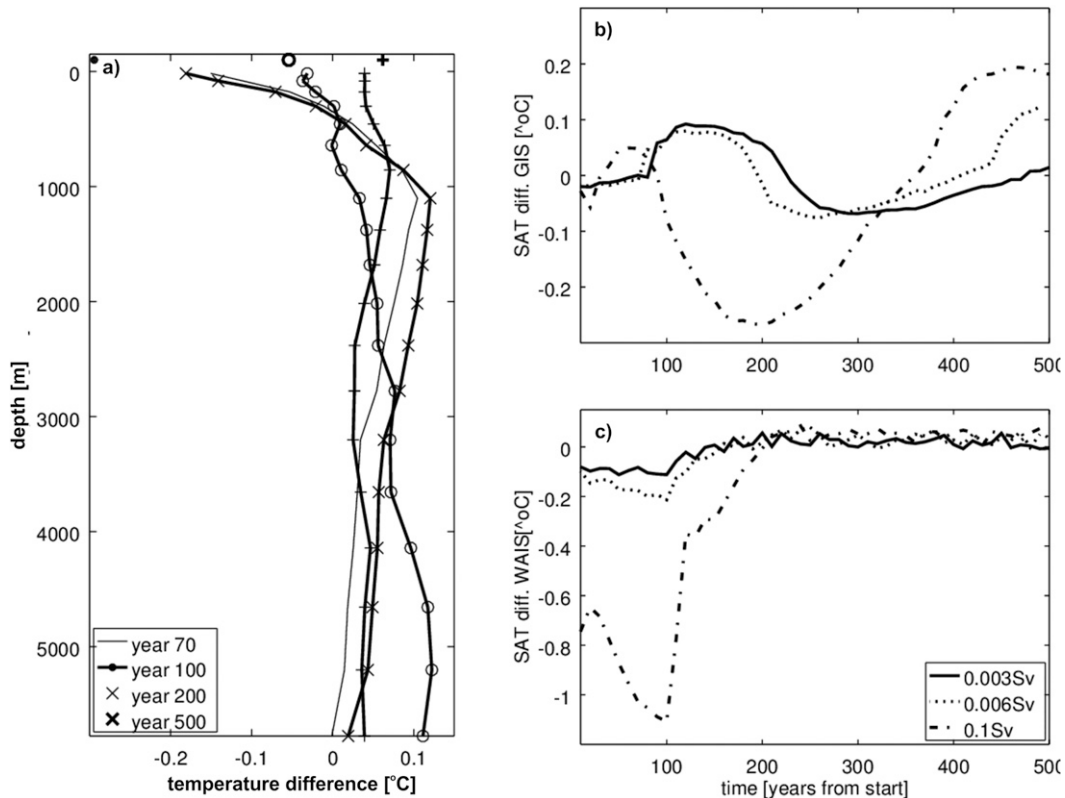 a)
0
1000
2000
3000
4000
5000
depth [m]
-0.2
-0.1
0
0.1
temperature difference [°C]
year 70
year 100
year 200
year 500
b)
0.2
0.1
0
-0.1
-0.2
SAT diff. GIS [^oC]
100
200
300
400
500
c)
0
-0.2
-0.4
-0.6
-0.8
-1
SAT diff. WAIS[^oC]
0.003Sv
0.006Sv
0.1Sv
100
200
300
400
500
time [years from start]